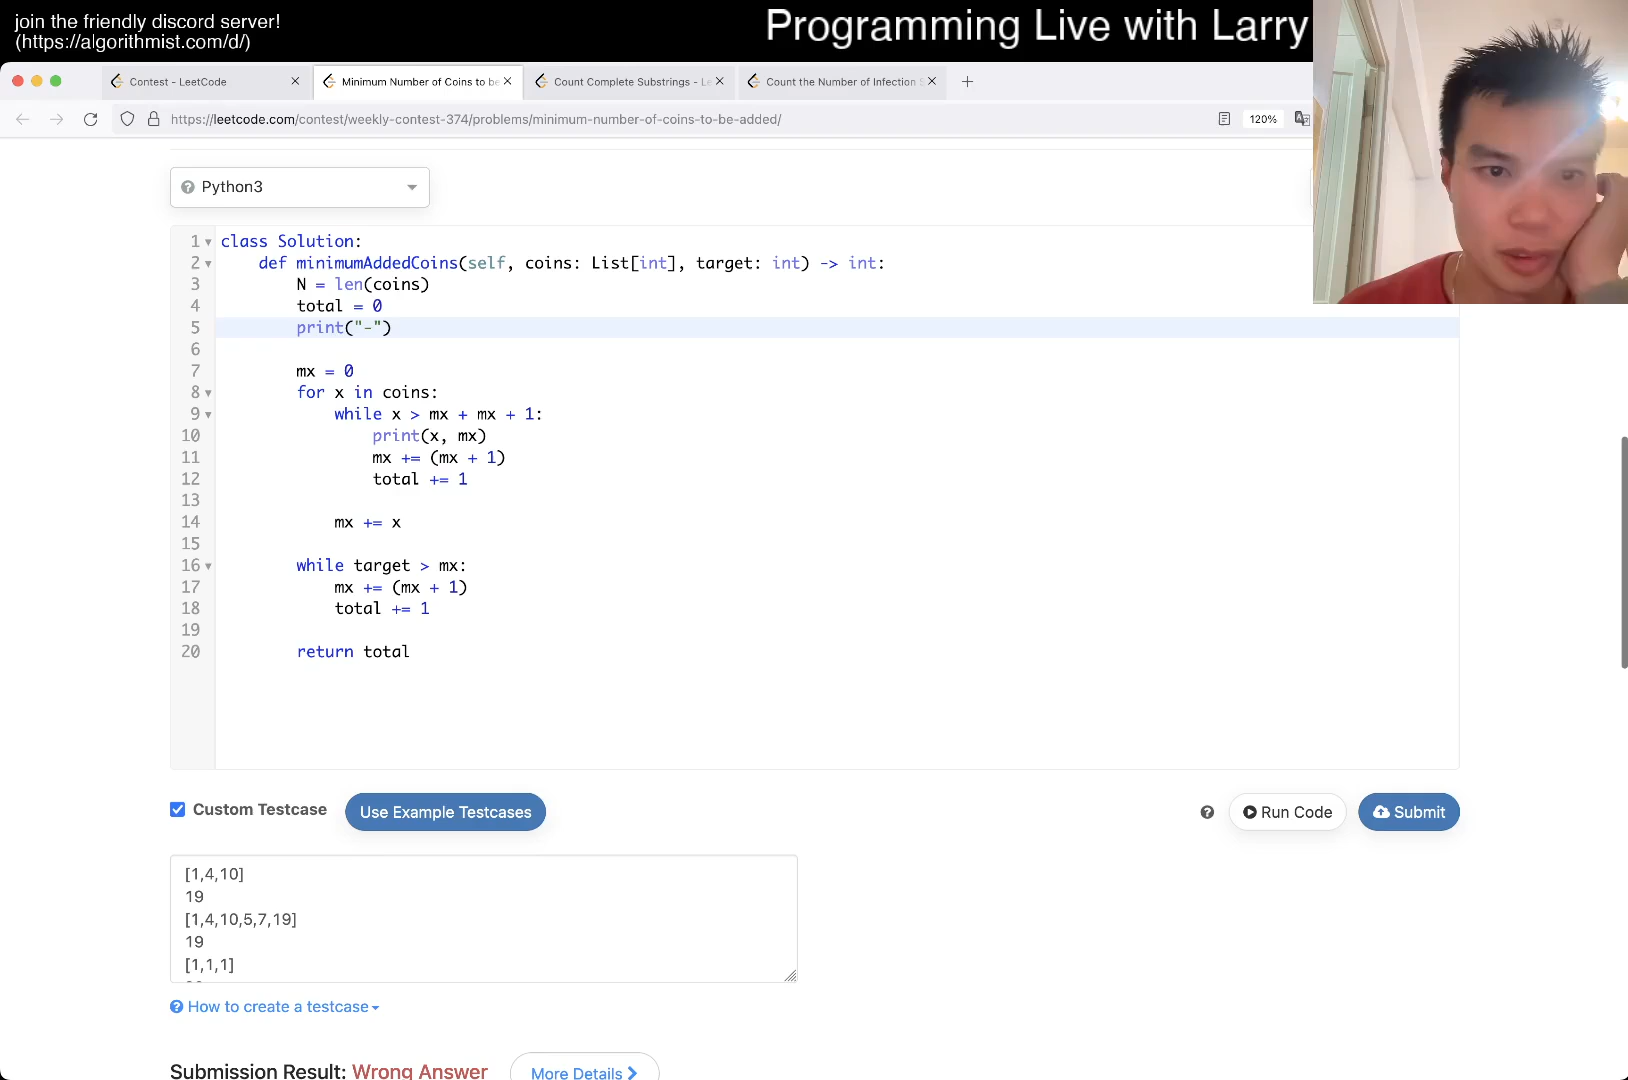 join the friendly discord server!
(https://algorithmist.com/d/)
Programming Live with Larry
Contest - LeetCode
Minimum Number of Coins to be
Count Complete Substrings - Le
Count the Number of Infection S
https://leetcode.com/contest/weekly-contest-374/problems/minimum-number-of-coins-to-be-added/
120%
Python3
1 class Solution:
2 def minimumAddedCoins(self, coins: List[int], target: int) -> int:
3 N = len(coins)
4 total = 0
5 print("-")
6
7 mx = 0
8 for x in coins:
9 while x > mx + mx + 1:
10 print(x, mx)
11 mx += (mx + 1)
12 total += 1
13
14 mx += x
15
16 while target > mx:
17 mx += (mx + 1)
18 total += 1
19
20 return total
Custom Testcase
Use Example Testcases
Run Code
Submit
[1,4,10]
19
[1,4,10,5,7,19]
19
[1,1,1]
How to create a testcase
Submission Result: Wrong Answer
More Details